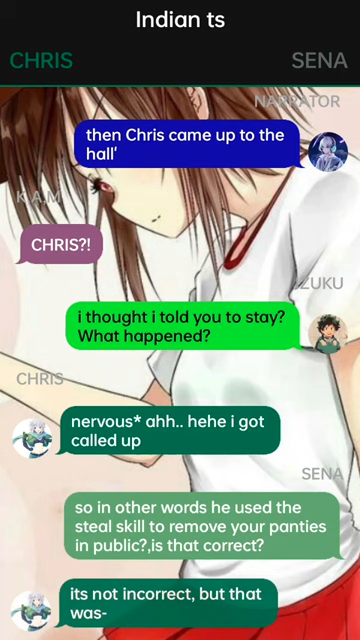 Indian ts
CHRIS SENA
NARRATOR
then Chris came up to the
hall'
K.A.M
CHRIS?!
IZUKU
i thought i told you to stay?
What happened?
CHRIS
nervous* ahh.. hehe i got
called up
SENA
so in other words he used the
steal skill to remove your panties
in public?,is that correct?
its not incorrect, but that
was-